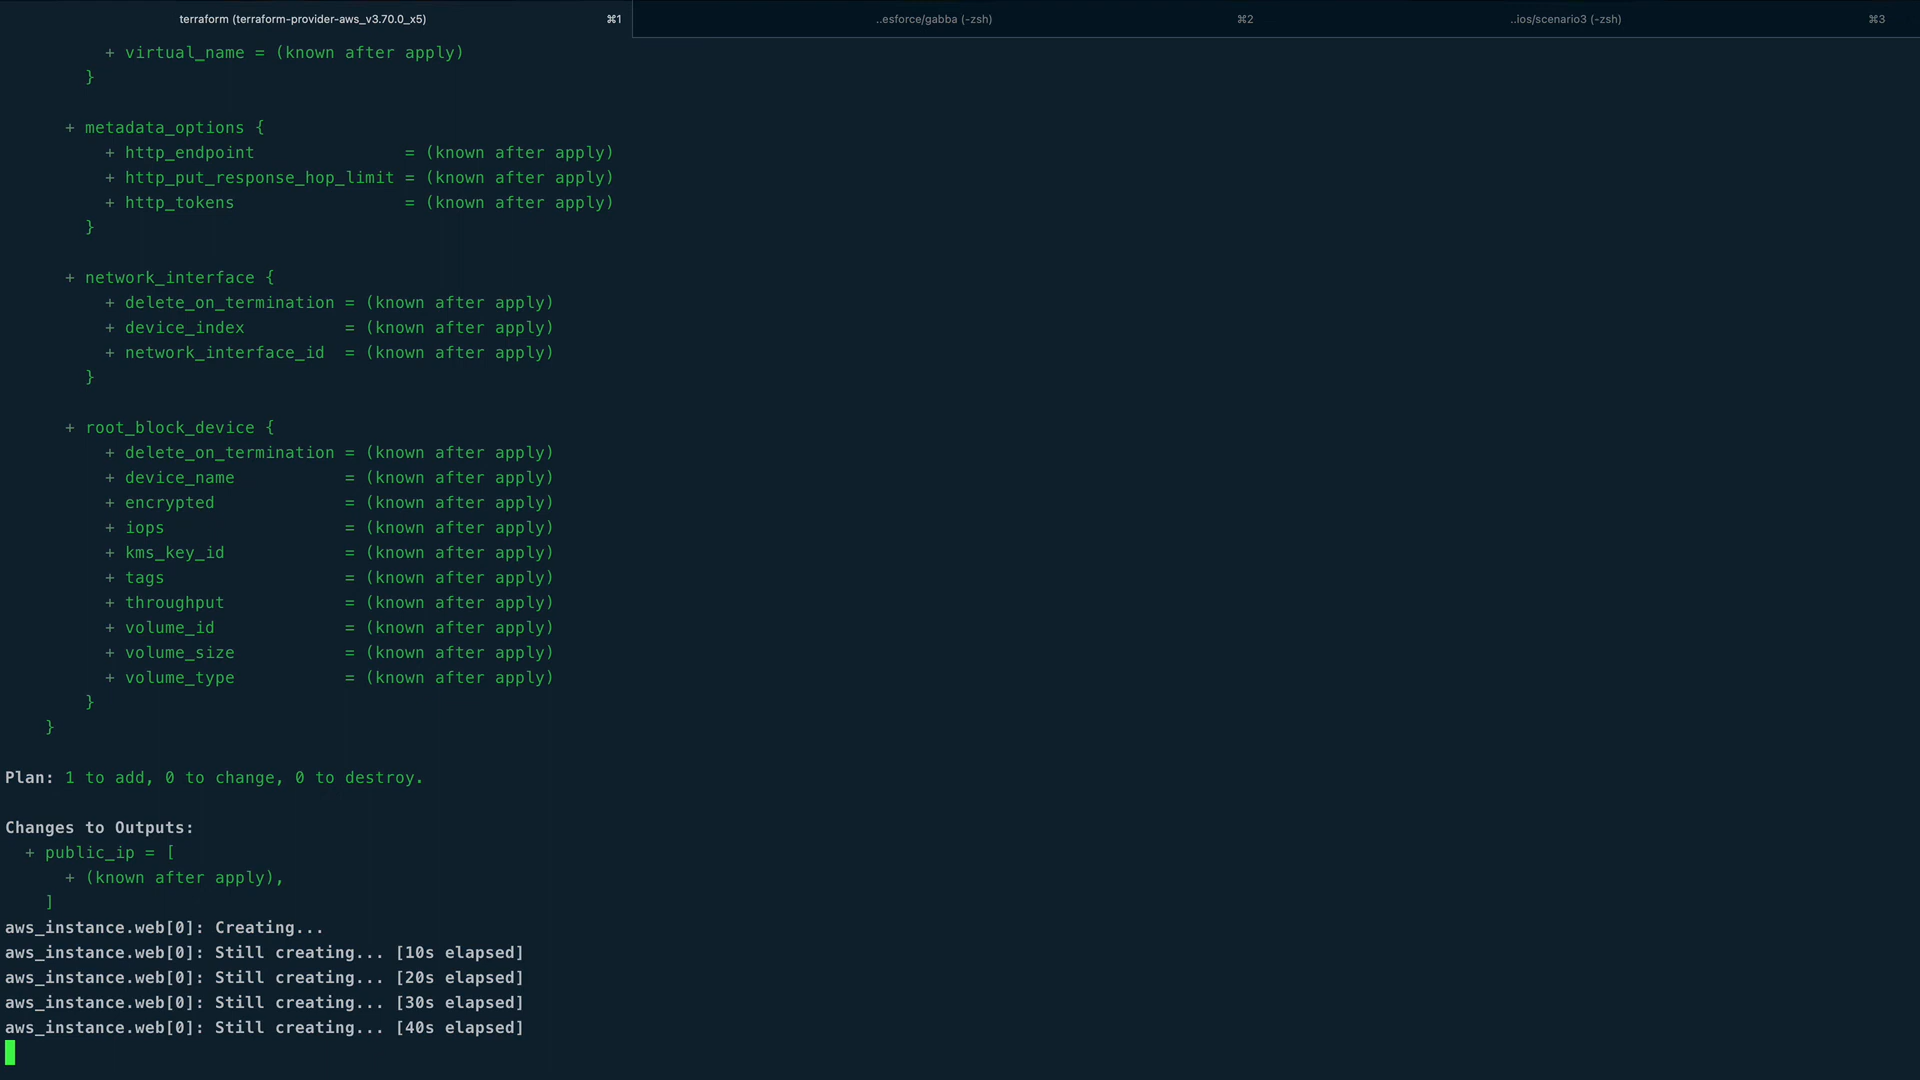 terraform (terraform-provider-aws_v3.70.0_x5) ⌘1 ..esforce/gabba (-zsh) ⌘2 ..ios/scenario3 (-zsh) ⌘3
+ virtual_name = (known after apply)
}
+ metadata_options {
+ http_endpoint = (known after apply)
+ http_put_response_hop_limit = (known after apply)
+ http_tokens = (known after apply)
}
+ network_interface {
+ delete_on_termination = (known after apply)
+ device_index = (known after apply)
+ network_interface_id = (known after apply)
}
+ root_block_device {
+ delete_on_termination = (known after apply)
+ device_name = (known after apply)
+ encrypted = (known after apply)
+ iops = (known after apply)
+ kms_key_id = (known after apply)
+ tags = (known after apply)
+ throughput = (known after apply)
+ volume_id = (known after apply)
+ volume_size = (known after apply)
+ volume_type = (known after apply)
}
}
Plan: 1 to add, 0 to change, 0 to destroy.
Changes to Outputs:
+ public_ip = [
+ (known after apply),
]
aws_instance.web[0]: Creating...
aws_instance.web[0]: Still creating... [10s elapsed]
aws_instance.web[0]: Still creating... [20s elapsed]
aws_instance.web[0]: Still creating... [30s elapsed]
aws_instance.web[0]: Still creating... [40s elapsed]